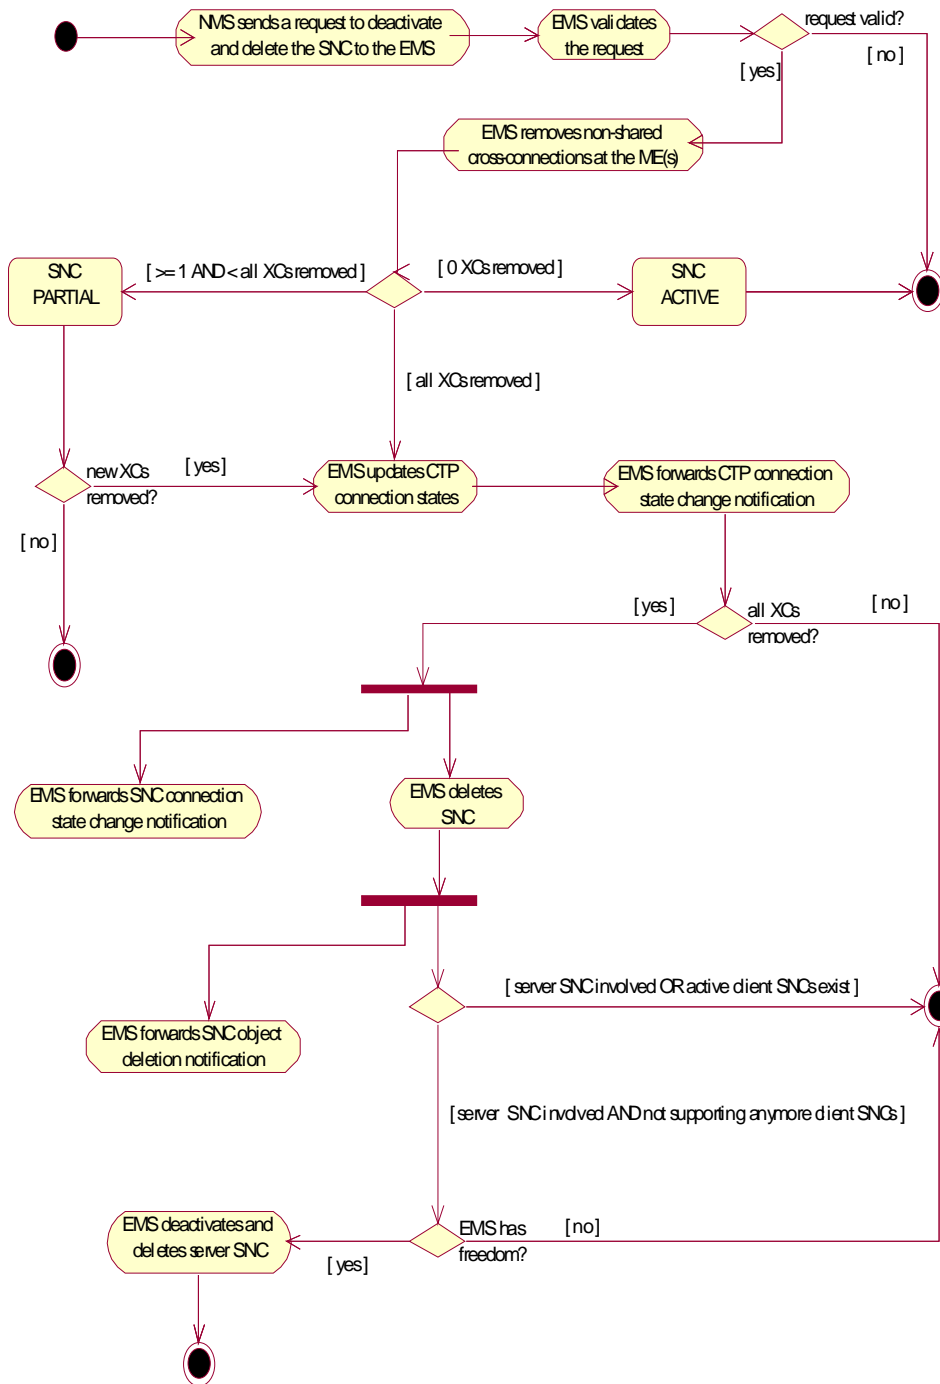 NMS sends a request to deactivate
and delete the SNC to the EMS
EMS validates
the request
request valid?
[ no ]
[ yes ]
EMS removes non-shared
cross-connections at the ME(s)
SNC
PARTIAL
[ >= 1 AND < all XCs removed ]
[ 0 XCs removed ]
SNC
ACTIVE
[ all XCs removed ]
new XCs
removed?
[ yes ]
EMS updates CTP
connection states
EMS forwards CTP connection
state change notification
[ no ]
[ yes ]
all XCs
removed?
[ no ]
EMS forwards SNC connection
state change notification
EMS deletes
SNC
[ server SNC involved OR active client SNCs exist ]
EMS forwards SNC object
deletion notification
[ server SNC involved AND not supporting anymore client SNCs ]
EMS deactivates and
deletes server SNC
EMS has
freedom?
[ no ]
[ yes ]